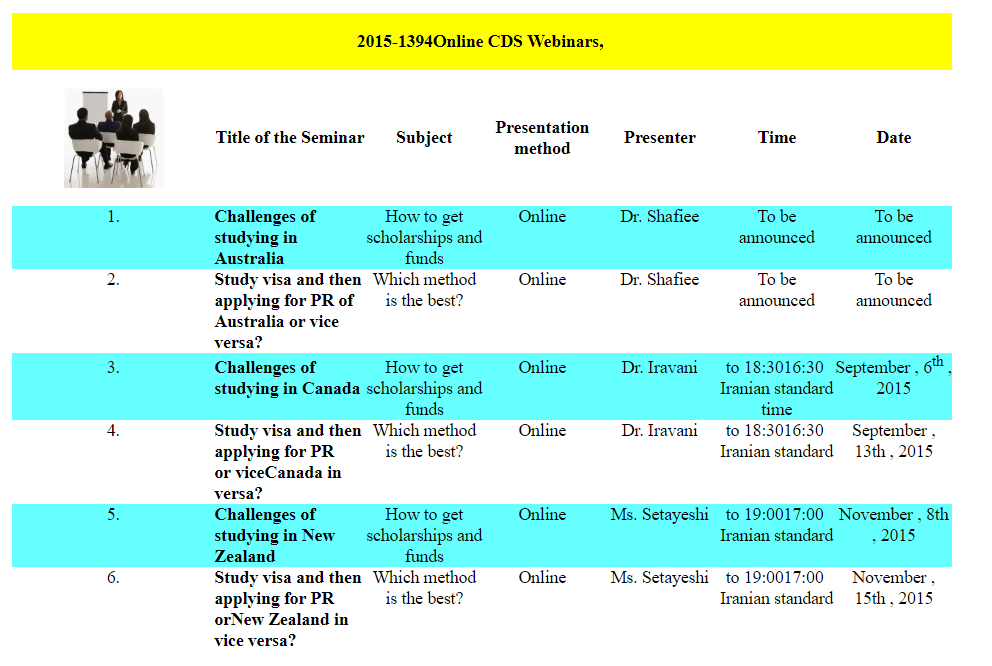 2015-1394Online CDS Webinars,
Title of the Seminar Subject Presentation method Presenter Time Date
1. Challenges of studying in Australia How to get scholarships and funds Online Dr. Shafiee To be announced To be announced
2. Study visa and then applying for PR of Australia or vice versa? Which method is the best? Online Dr. Shafiee To be announced To be announced
3. Challenges of studying in Canada How to get scholarships and funds Online Dr. Iravani to 18:3016:30 Iranian standard time September , 6th , 2015
4. Study visa and then applying for PR or viceCanada in versa? Which method is the best? Online Dr. Iravani to 18:3016:30 Iranian standard September , 13th , 2015
5. Challenges of studying in New Zealand How to get scholarships and funds Online Ms. Setayeshi to 19:0017:00 Iranian standard November , 8th , 2015
6. Study visa and then applying for PR orNew Zealand in vice versa? Which method is the best? Online Ms. Setayeshi to 19:0017:00 Iranian standard November , 15th , 2015